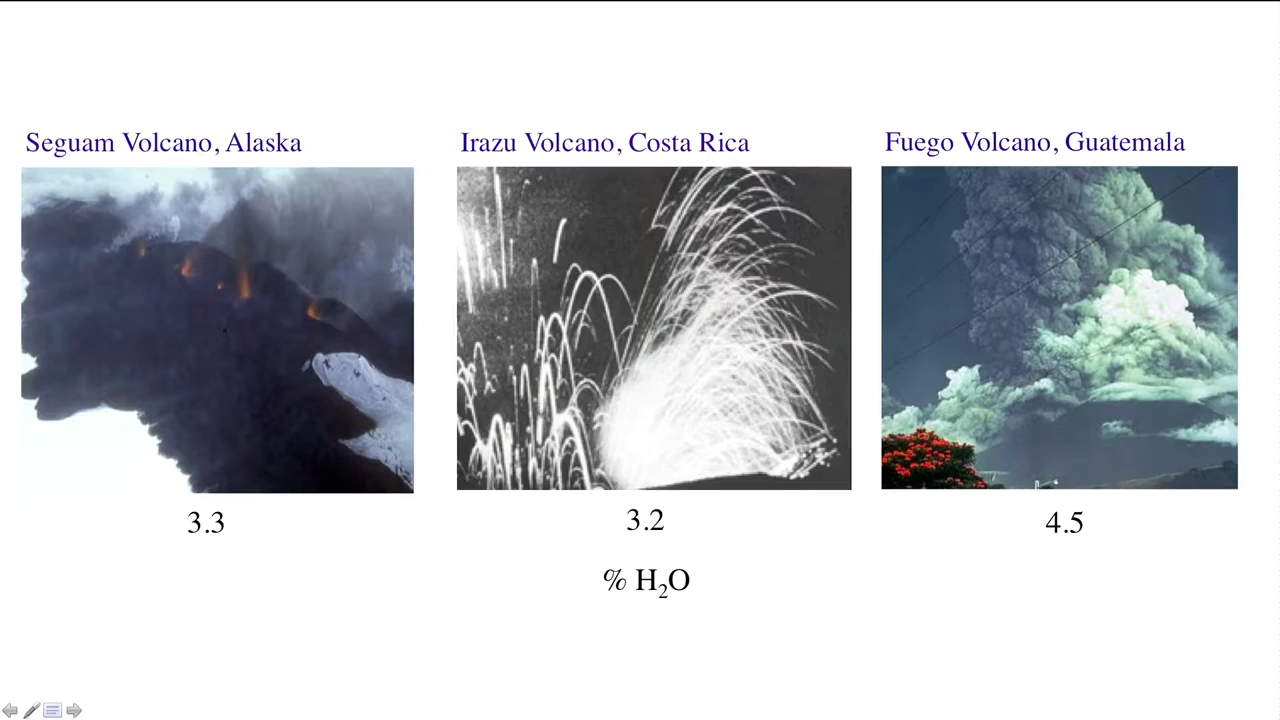 Seguam Volcano, Alaska
Irazu Volcano, Costa Rica
Fuego Volcano, Guatemala
3.3
3.2
4.5
% H₂O